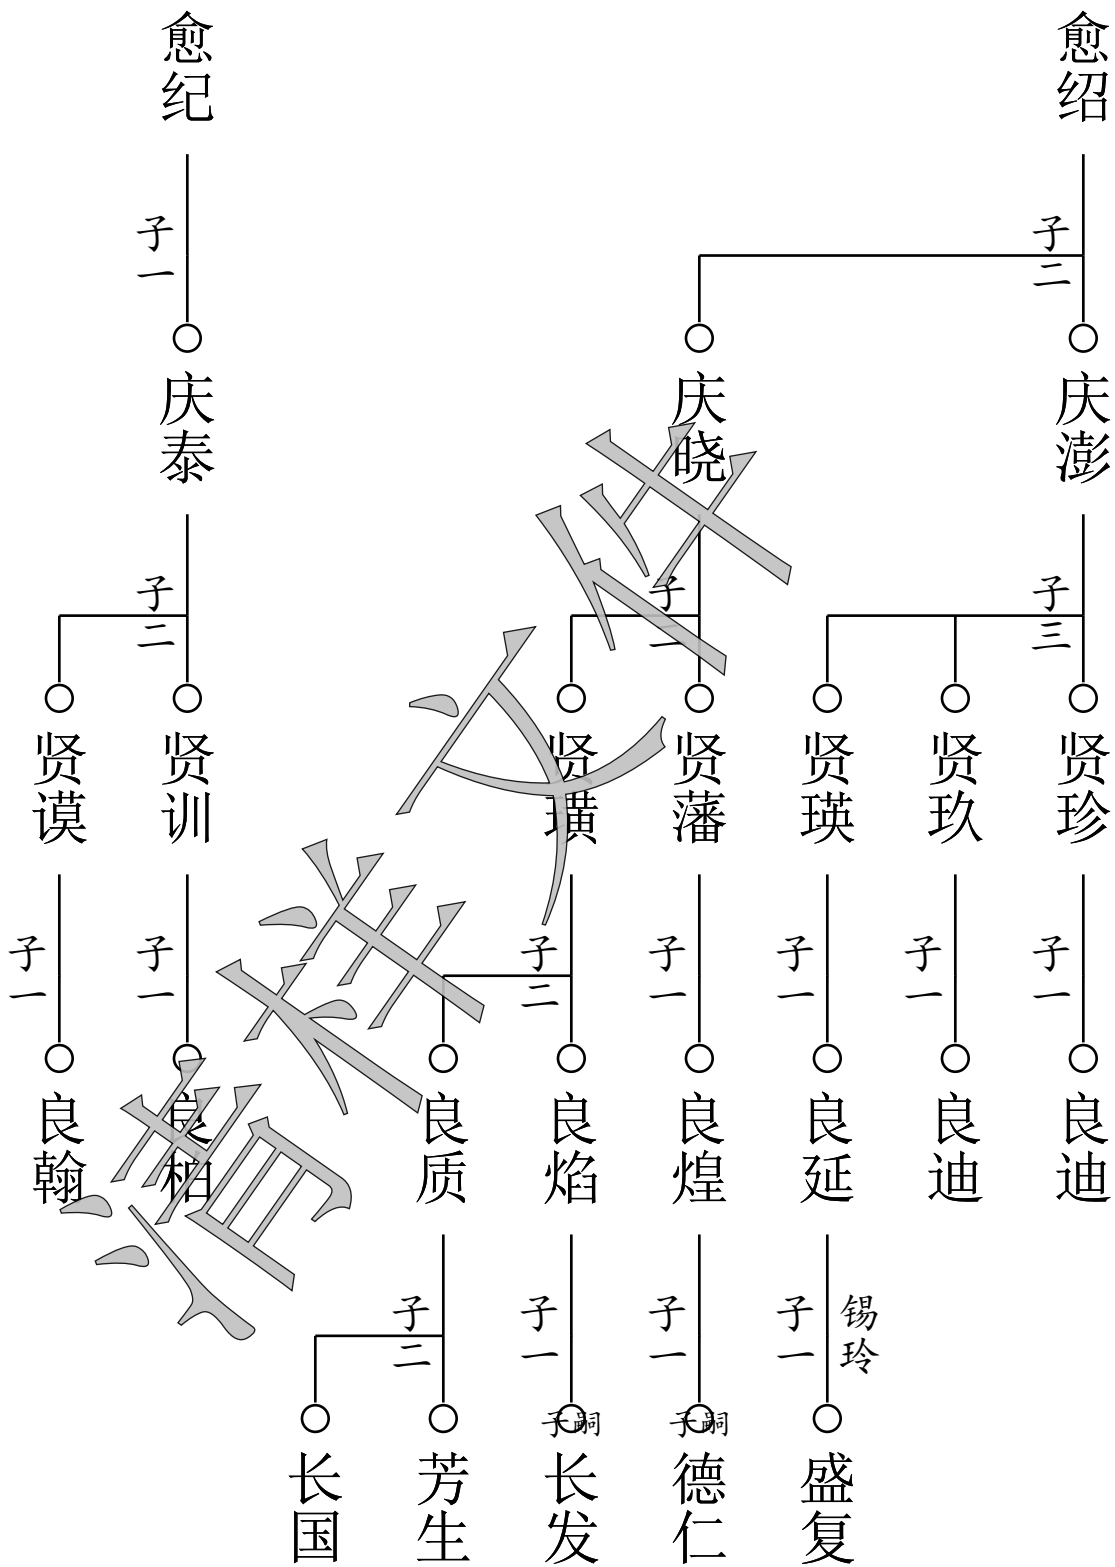 愈绍
愈纪
子二
子一
庆澎
庆晓
庆泰
子三
子二
子二
贤珍
贤玖
贤瑛
贤藩
贤璜
贤训
贤谟
子一
子一
子一
子一
子二
子一
子一
良迪
良迪
良延
良煌
良焰
良质
良柏
良翰
锡玲
子一
子一
子一
子二
嗣子
嗣子
盛复
德仁
长发
芳生
长国
清祥文件